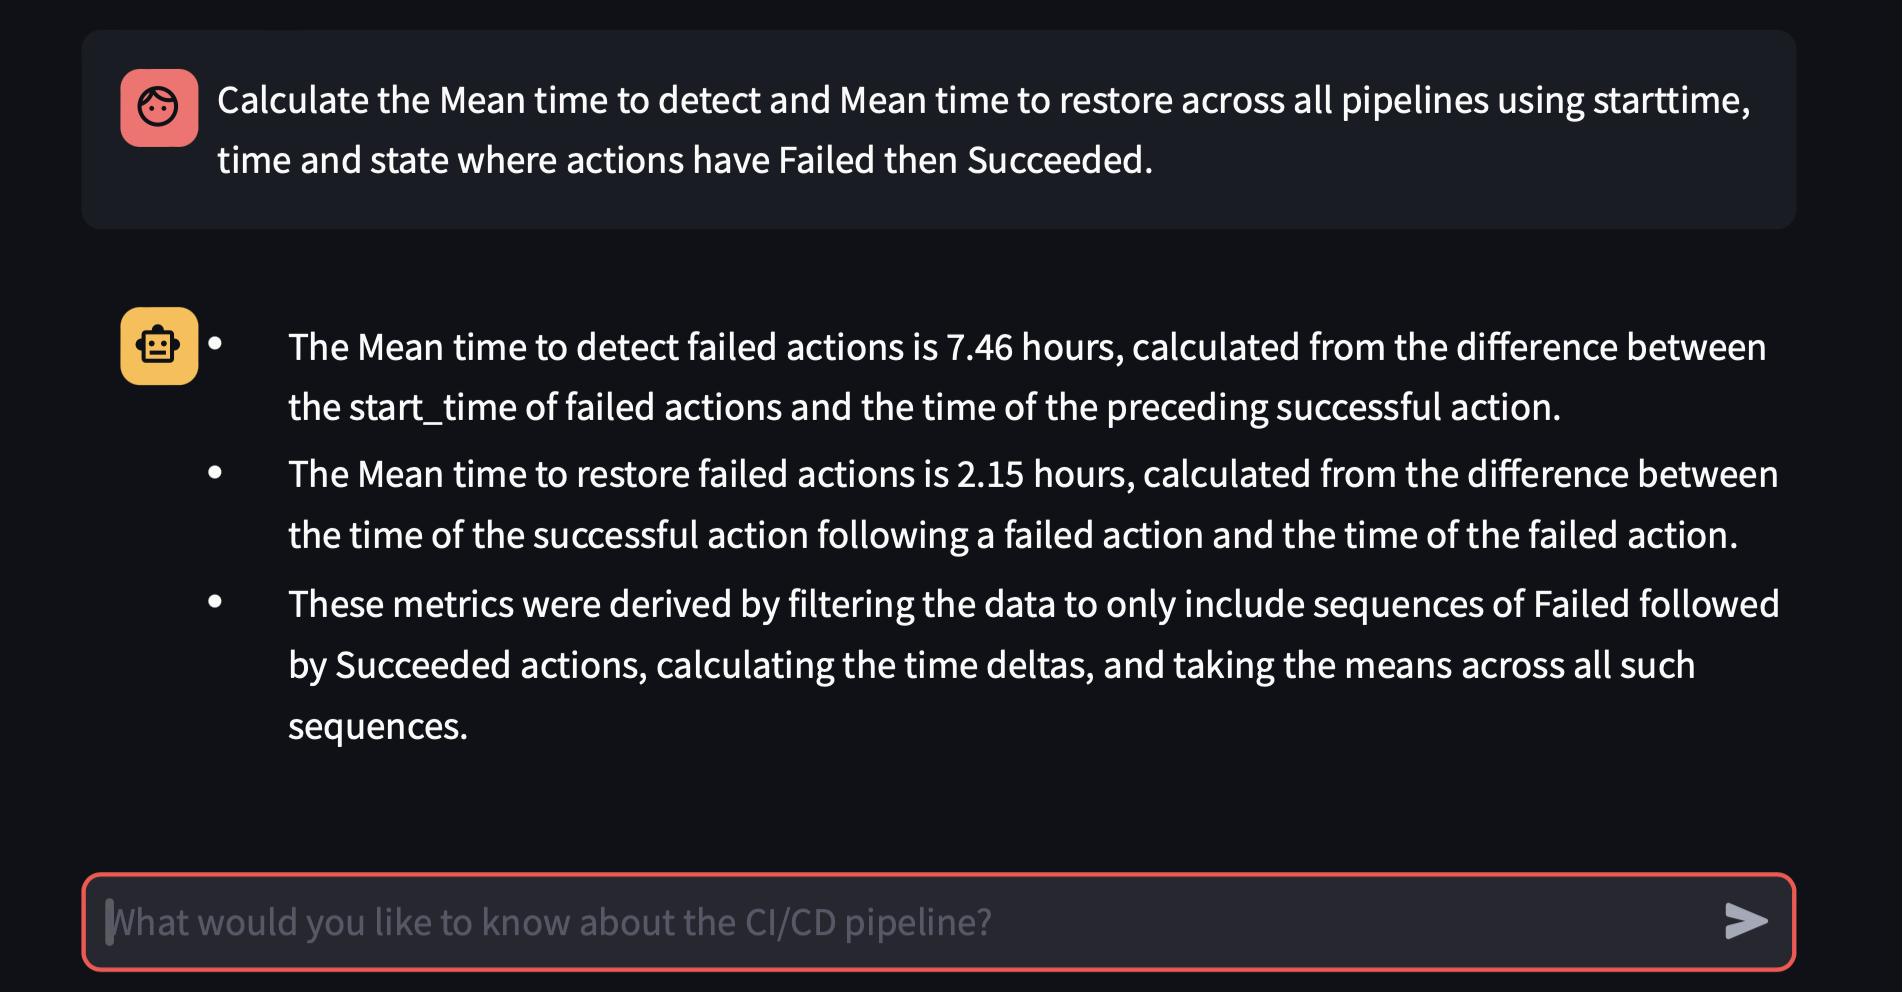 Calculate the Mean time to detect and Mean time to restore across all pipelines using starttime,
time and state where actions have Failed then Succeeded.
• The Mean time to detect failed actions is 7.46 hours, calculated from the difference between
the start_time of failed actions and the time of the preceding successful action.
• The Mean time to restore failed actions is 2.15 hours, calculated from the difference between
the time of the successful action following a failed action and the time of the failed action.
• These metrics were derived by filtering the data to only include sequences of Failed followed
by Succeeded actions, calculating the time deltas, and taking the means across all such
sequences.
What would you like to know about the CI/CD pipeline?